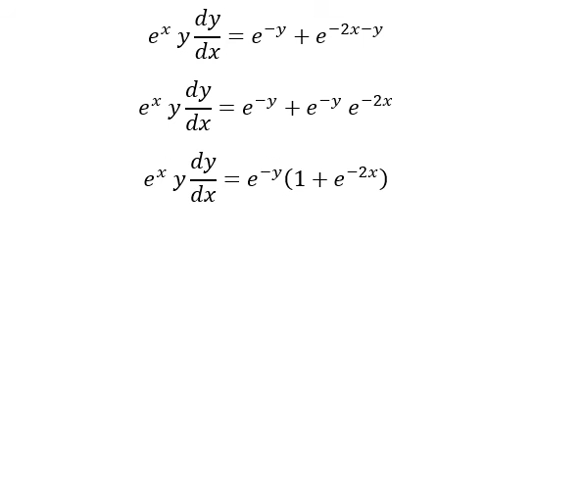 e^x y dy/dx = e^{-y} + e^{-2x-y}
e^x y dy/dx = e^{-y} + e^{-y} e^{-2x}
e^x y dy/dx = e^{-y}(1 + e^{-2x})